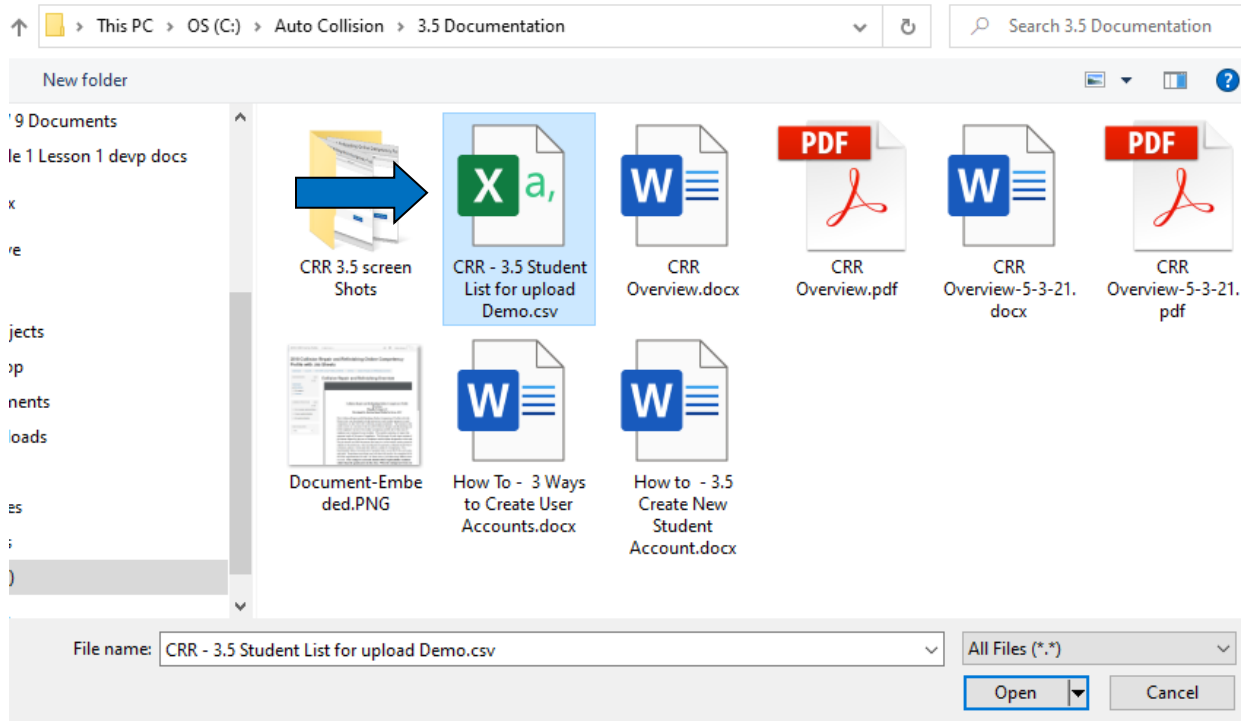 This PC > OS (C:) > Auto Collision > 3.5 Documentation
Search 3.5 Documentation
New folder
' 9 Documents
le 1 Lesson 1 devp docs
x
ve
jects
op
ments
loads
es
s
)
CRR 3.5 screen
Shots
X a,
CRR - 3.5 Student
List for upload
Demo.csv
W
CRR
Overview.docx
PDF
CRR
Overview.pdf
W
CRR
Overview-5-3-21.
docx
PDF
CRR
Overview-5-3-21.
pdf
Document-Embe
ded.PNG
W
How To - 3 Ways
to Create User
Accounts.docx
W
How to - 3.5
Create New
Student
Account.docx
File name: CRR - 3.5 Student List for upload Demo.csv
All Files (*.*)
Open
Cancel